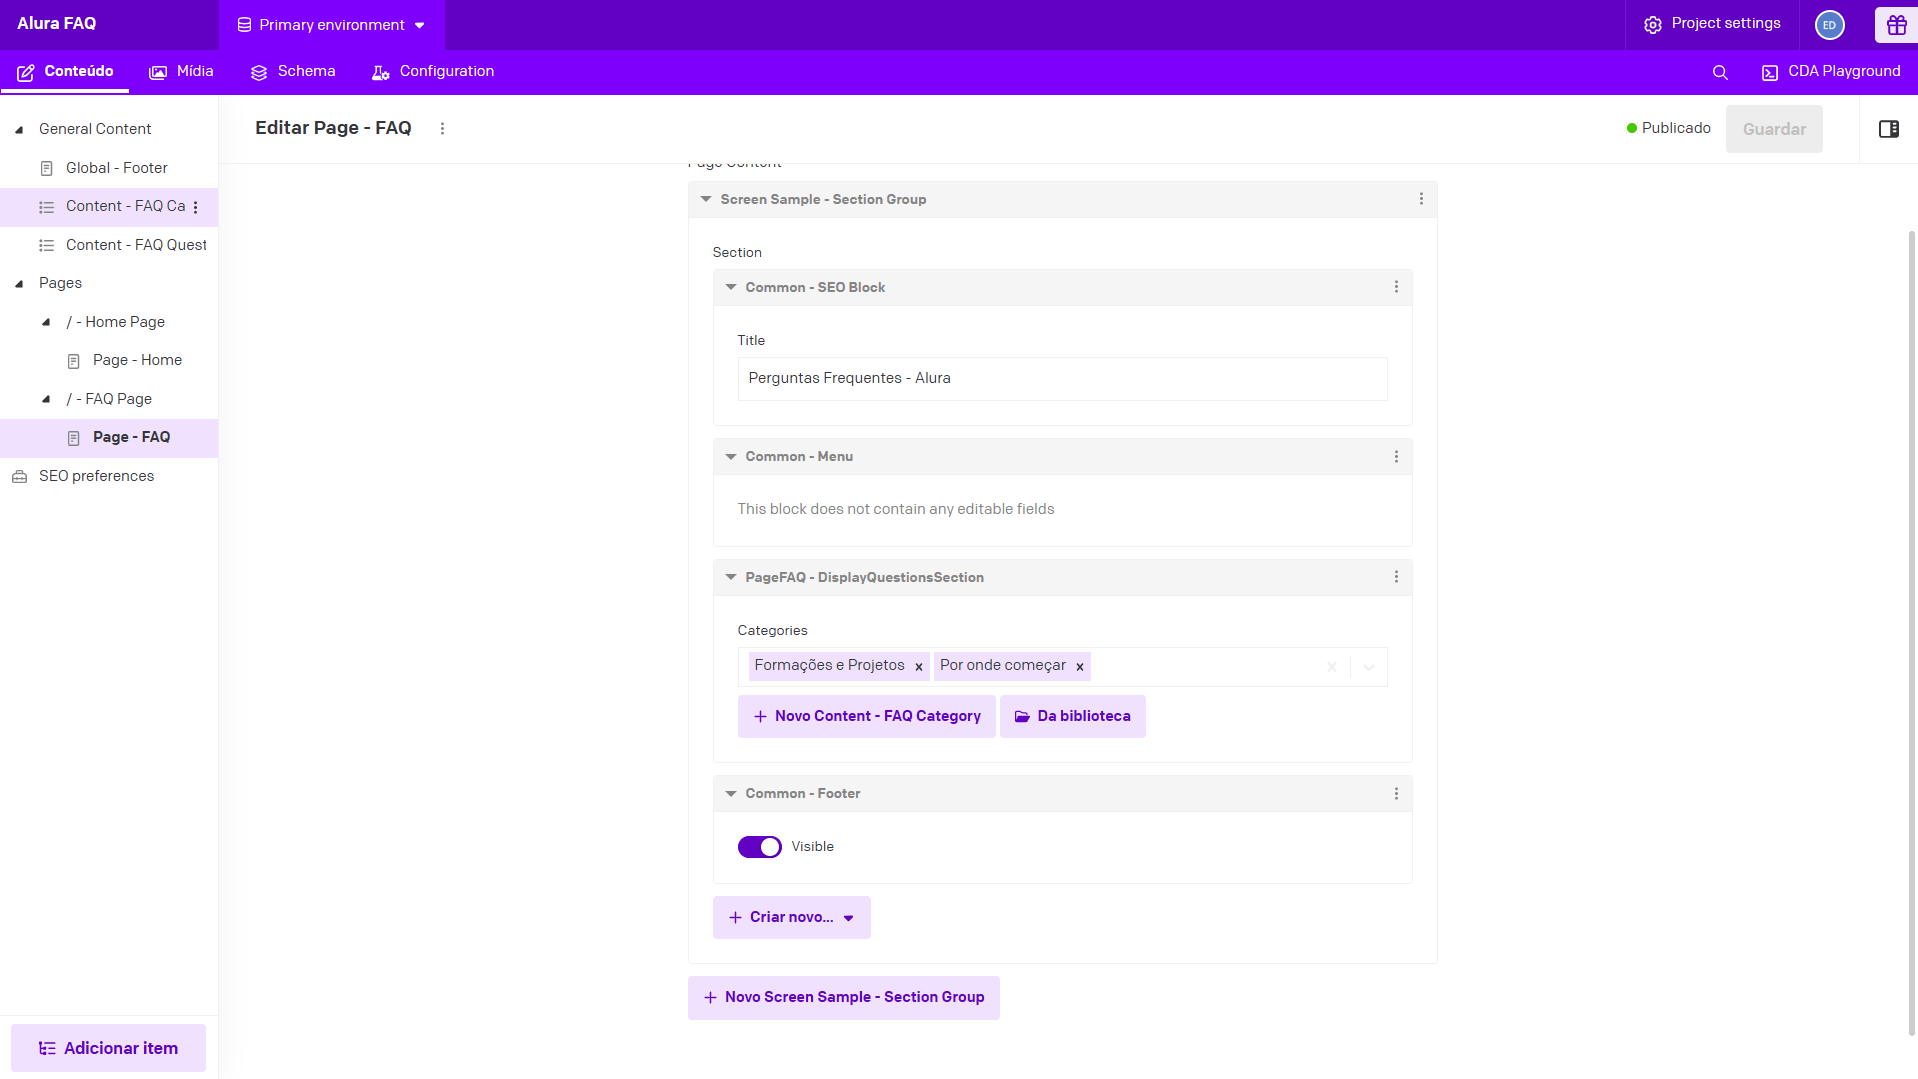 Alura FAQ
Primary environment
Project settings
ED
Conteúdo
Mídia
Schema
Configuration
CDA Playground
General Content
Global - Footer
Content - FAQ Ca
Content - FAQ Quest
Pages
/ - Home Page
Page - Home
/ - FAQ Page
Page - FAQ
SEO preferences
Adicionar item
Editar Page - FAQ
Publicado
Guardar
Page Content
Screen Sample - Section Group
Section
Common - SEO Block
Title
Perguntas Frequentes - Alura
Common - Menu
This block does not contain any editable fields
PageFAQ - DisplayQuestionsSection
Categories
Formações e Projetos
Por onde começar
Novo Content - FAQ Category
Da biblioteca
Common - Footer
Visible
Criar novo...
Novo Screen Sample - Section Group